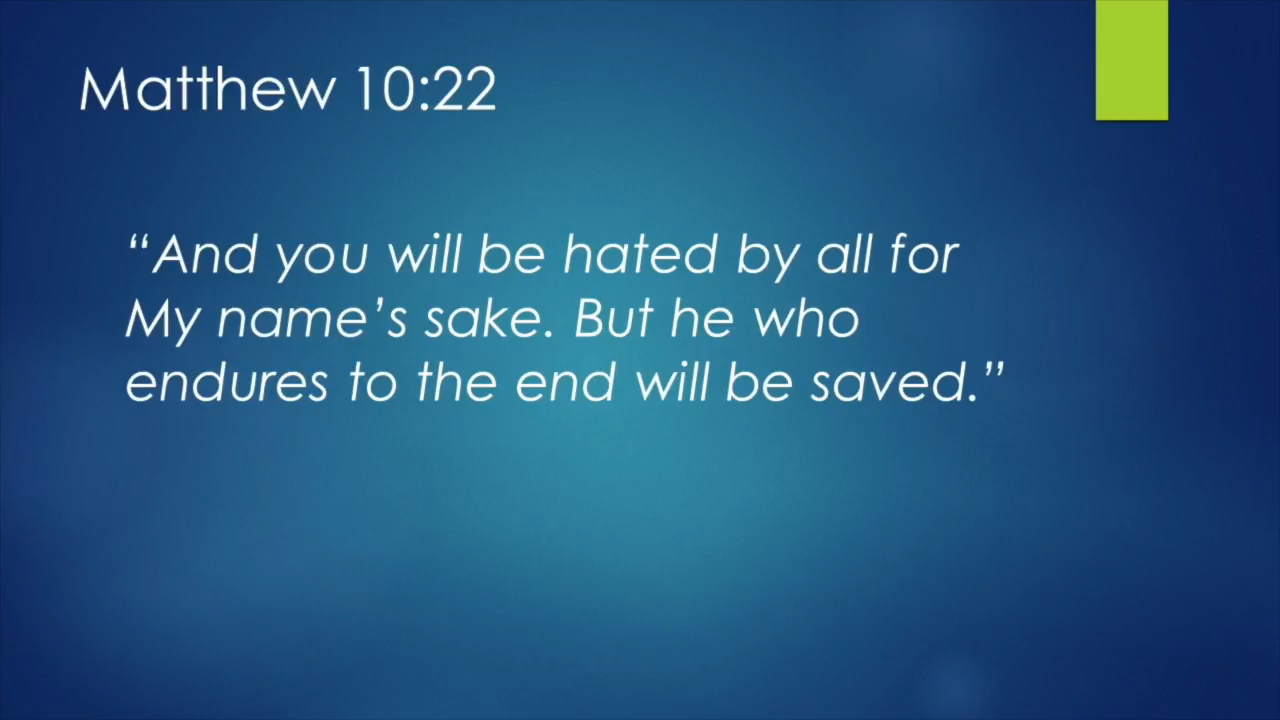 Matthew 10:22
“And you will be hated by all for
My name’s sake. But he who
endures to the end will be saved.”